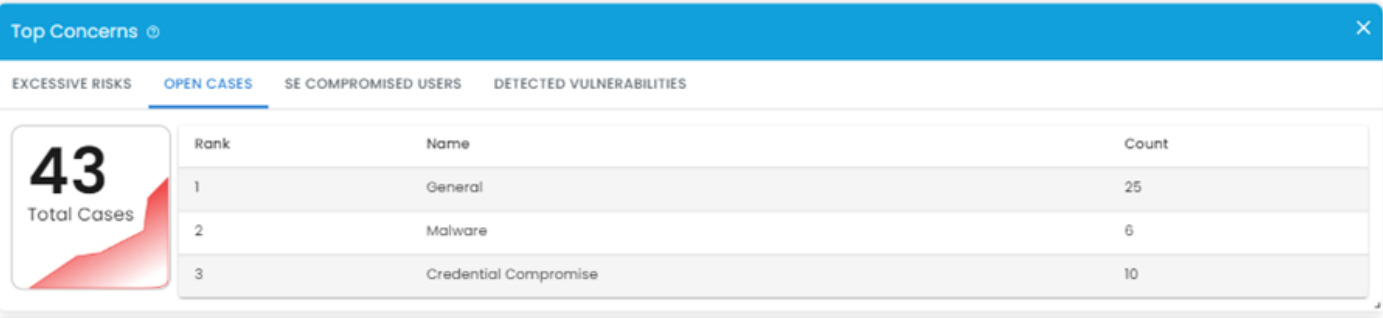 Top Concerns
EXCESSIVE RISKS OPEN CASES SE COMPROMISED USERS DETECTED VULNERABILITIES
43
Total Cases
Rank Name Count
1 General 25
2 Malware 6
3 Credential Compromise 10